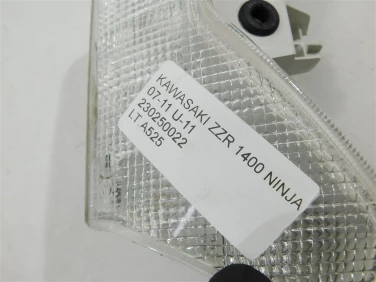 KAWASAKI ZZR 1400 NINJA
07-11 U-11
230250022
LT.A525